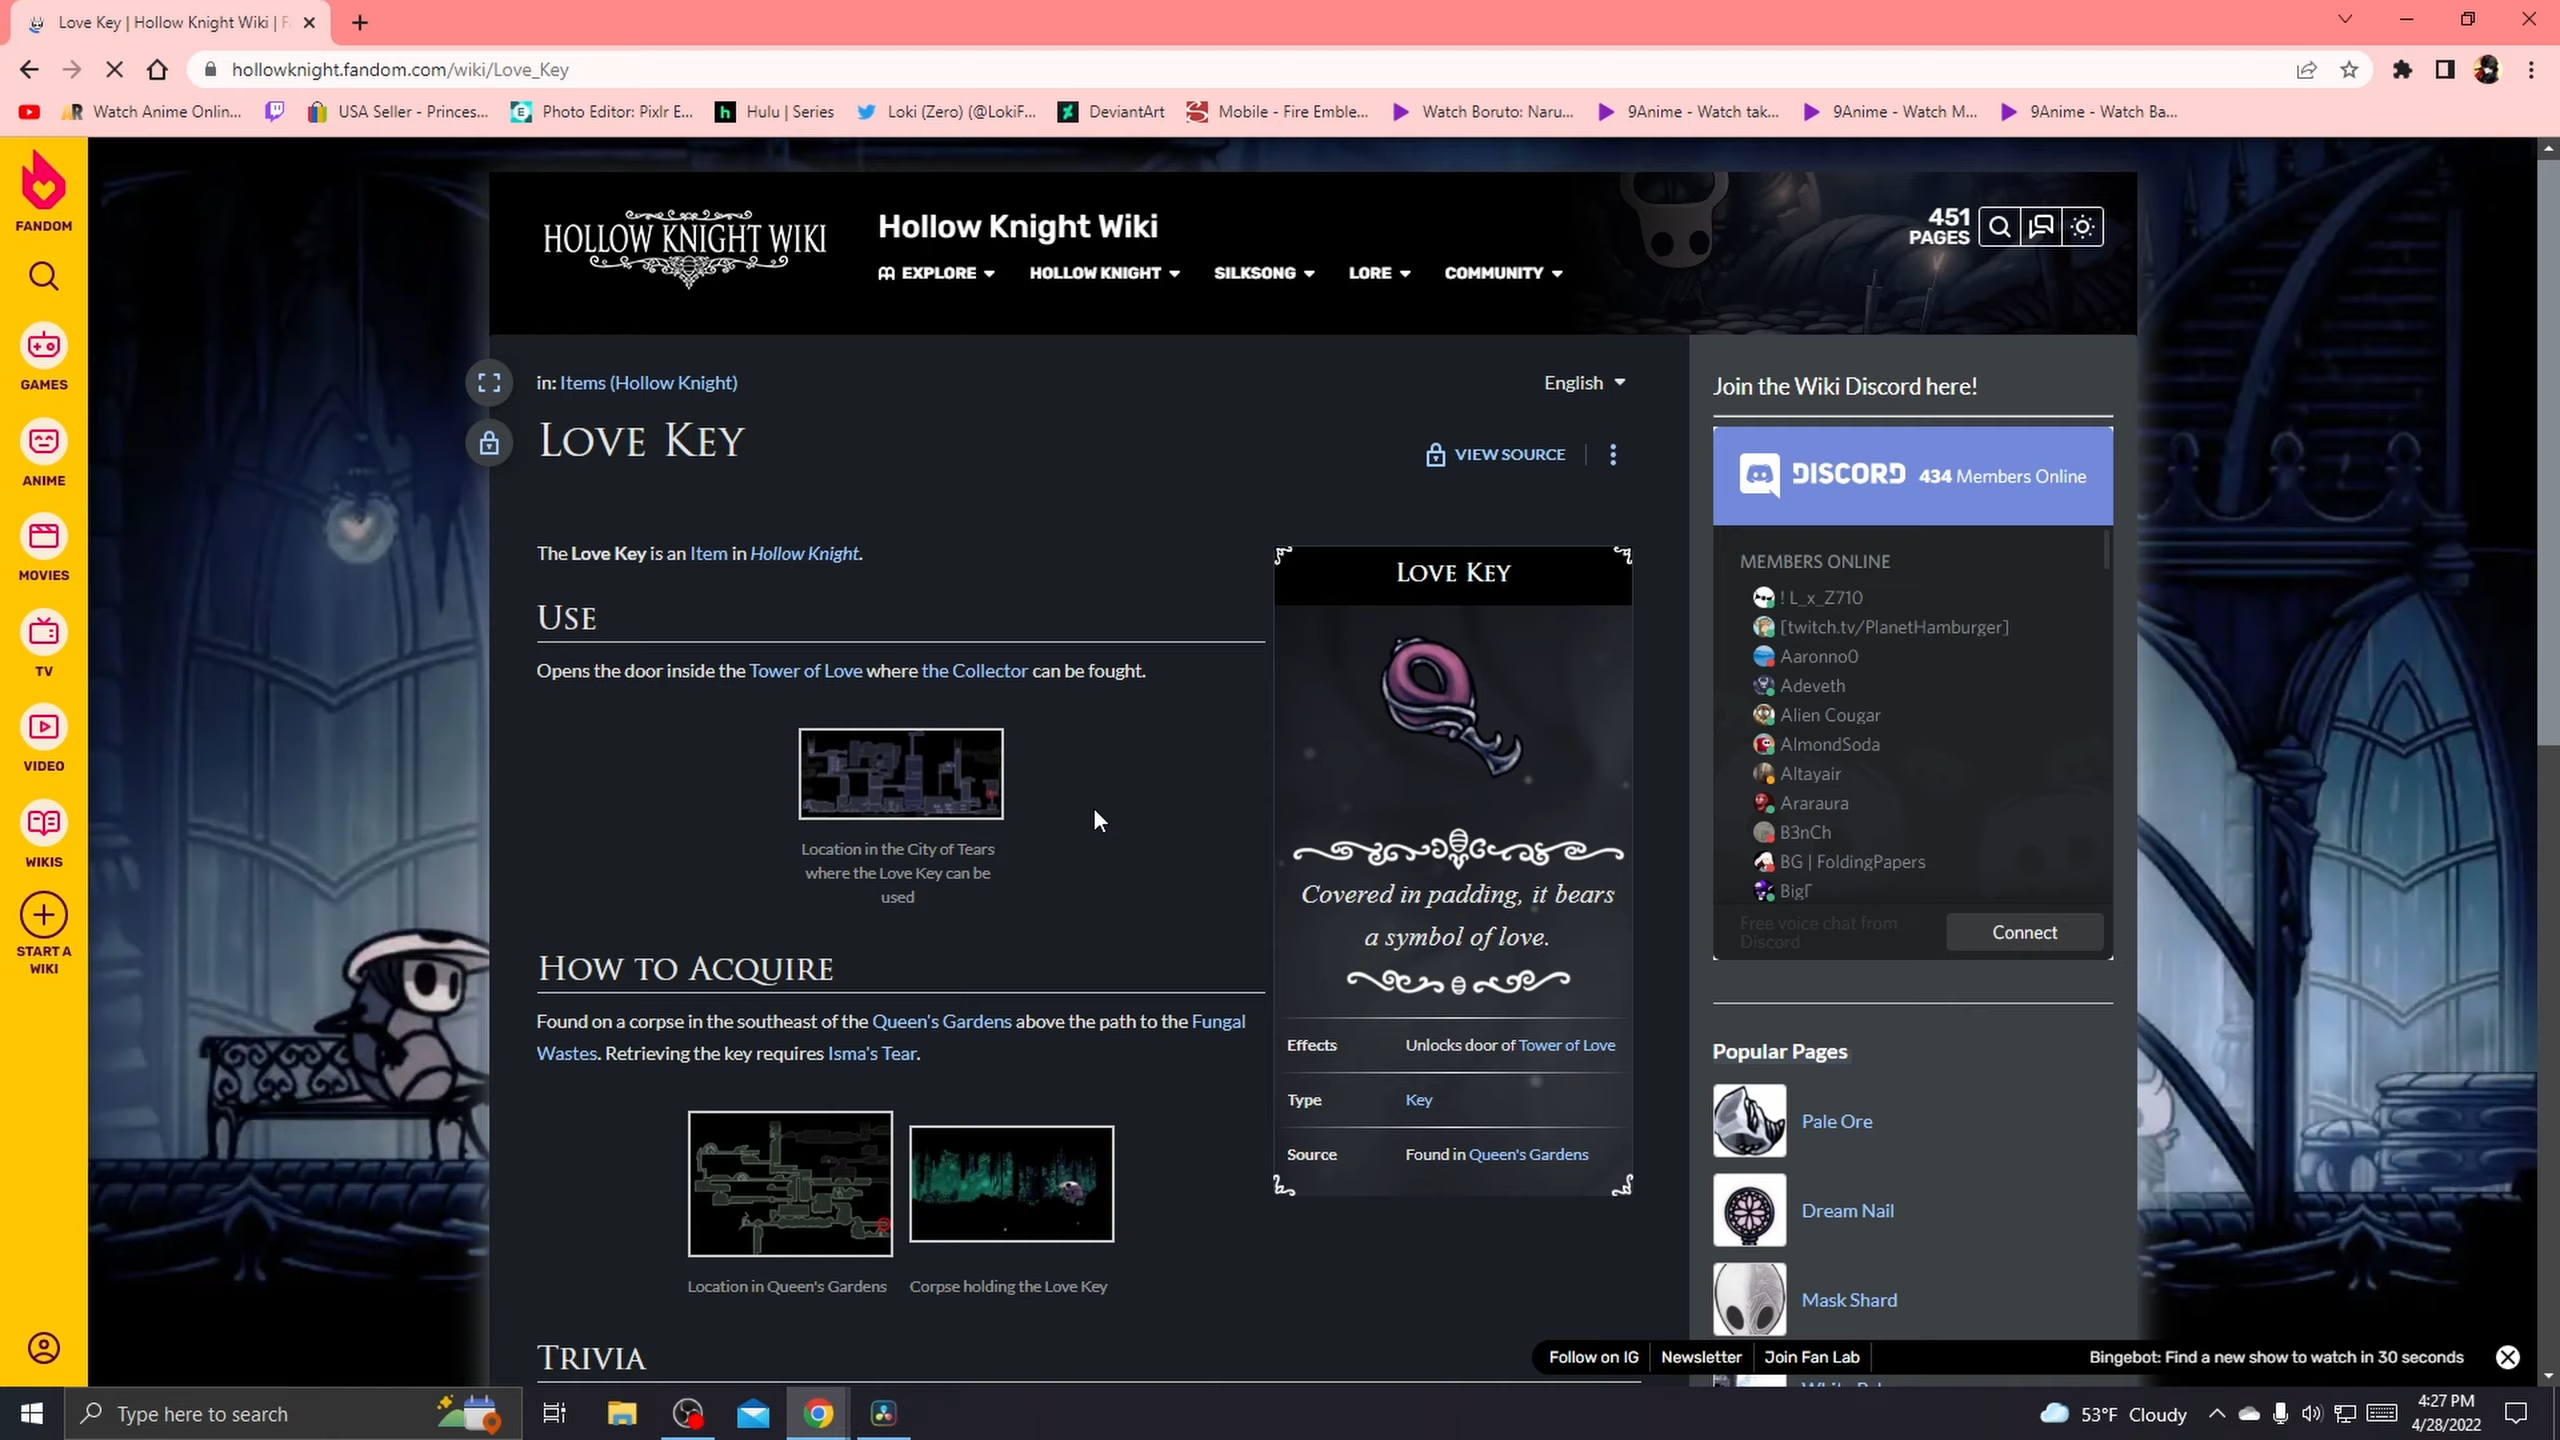 Love Key | Hollow Knight Wiki | F
hollowknight.fandom.com/wiki/Love_Key
Watch Anime Onlin...
USA Seller - Princes...
Photo Editor: Pixlr E...
Hulu | Series
Loki (Zero) (@LokiF...
DeviantArt
Mobile - Fire Emble...
Watch Boruto: Naru...
9Anime - Watch tak...
9Anime - Watch M...
9Anime - Watch Ba...
FANDOM
GAMES
ANIME
MOVIES
TV
VIDEO
WIKIS
START A
WIKI
HOLLOW KNIGHT WIKI
Hollow Knight Wiki
EXPLORE
HOLLOW KNIGHT
SILKSONG
LORE
COMMUNITY
451
PAGES
in: Items (Hollow Knight)
English
LOVE KEY
VIEW SOURCE
The Love Key is an Item in Hollow Knight.
USE
Opens the door inside the Tower of Love where the Collector can be fought.
Location in the City of Tears
where the Love Key can be
used
HOW TO ACQUIRE
Found on a corpse in the southeast of the Queen's Gardens above the path to the Fungal
Wastes. Retrieving the key requires Isma's Tear.
Location in Queen's Gardens
Corpse holding the Love Key
TRIVIA
LOVE KEY
Covered in padding, it bears
a symbol of love.
Effects
Unlocks door of Tower of Love
Type
Key
Source
Found in Queen's Gardens
Join the Wiki Discord here!
DISCORD
434 Members Online
MEMBERS ONLINE
! L_x_Z710
[twitch.tv/PlanetHamburger]
Aaronno0
Adeveth
Alien Cougar
AlmondSoda
Altayair
Araraura
B3nCh
BG | FoldingPapers
BigΓ
Free voice chat from
Discord
Connect
Popular Pages
Pale Ore
Dream Nail
Mask Shard
Follow on IG
Newsletter
Join Fan Lab
Bingebot: Find a new show to watch in 30 seconds
Type here to search
53°F Cloudy
4:27 PM
4/28/2022